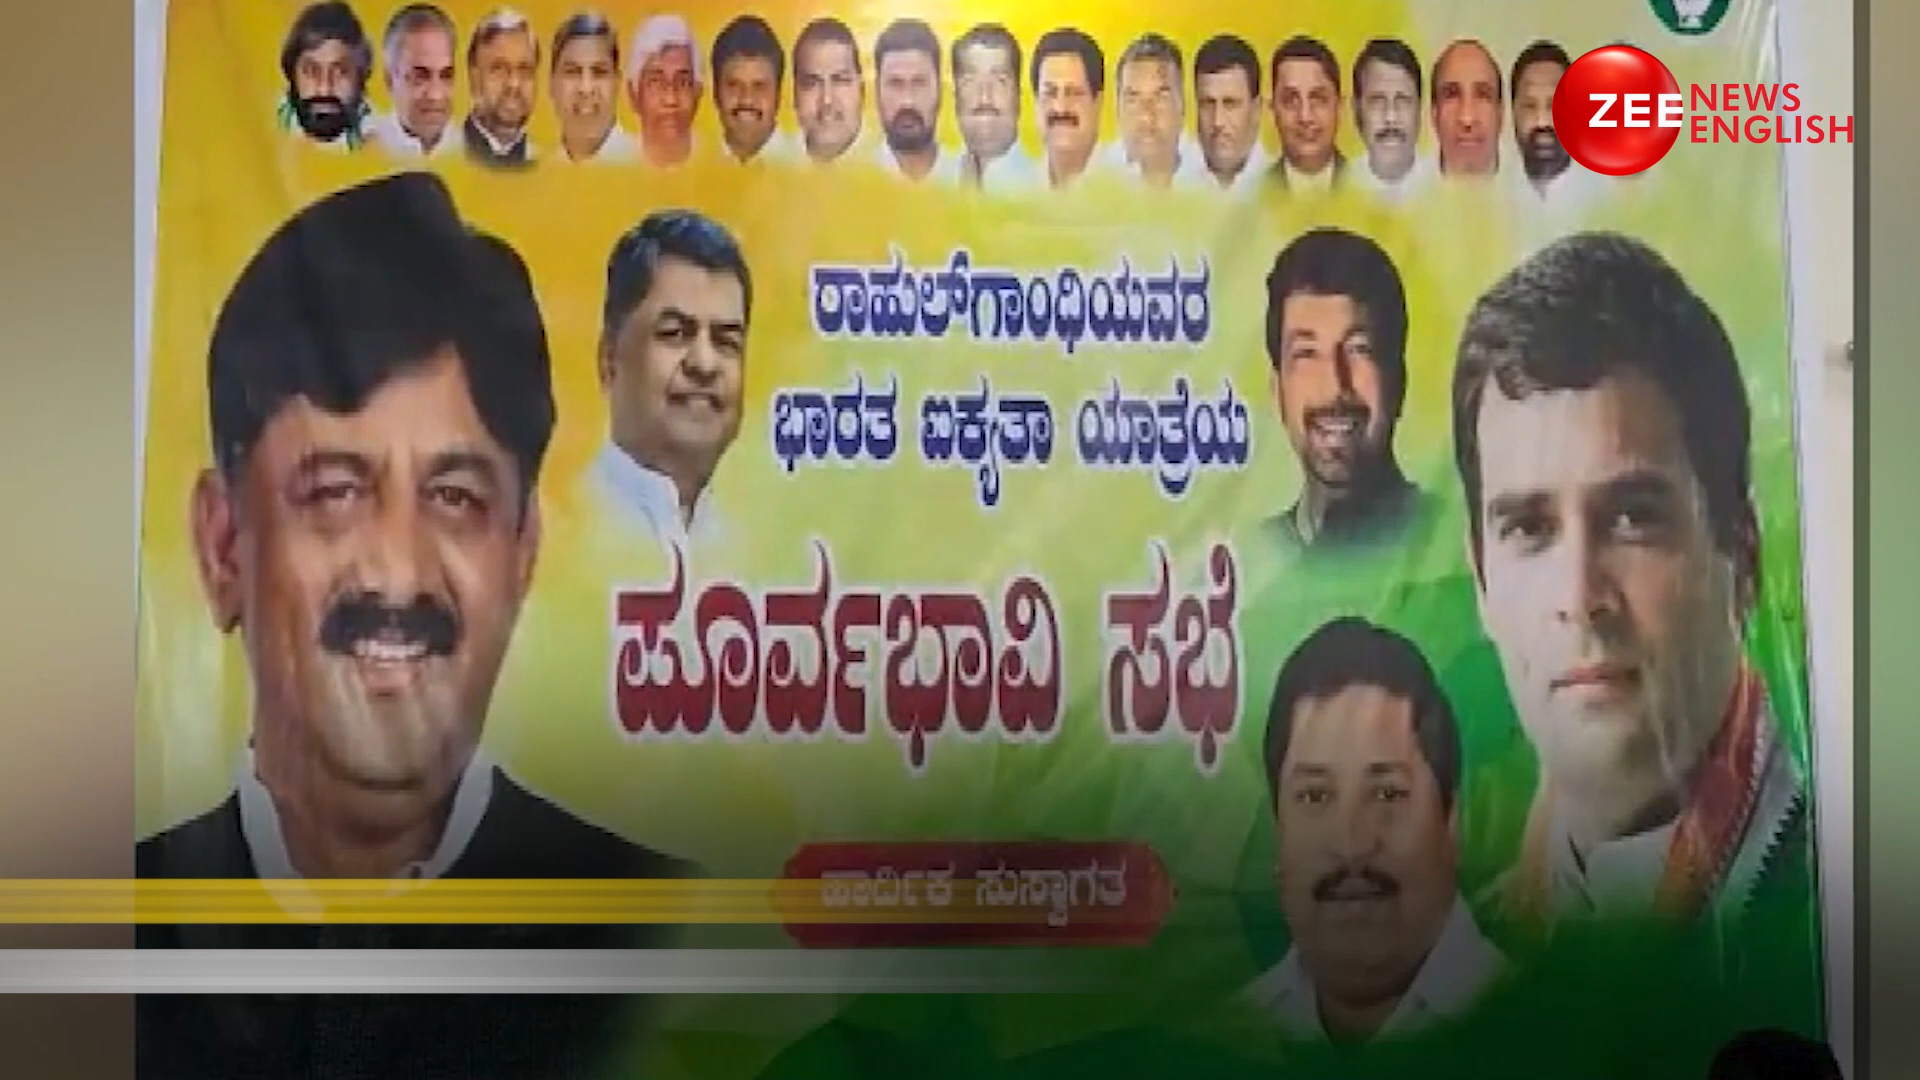 ZEE NEWS
ENGLISH
ರಾಹುಲ್‌ಗಾಂಧಿಯವರ
ಭಾರತ ಐಕ್ಯತಾ ಯಾತ್ರೆಯ
ಪೂರ್ವಭಾವಿ ಸಭೆ
ಹಾರ್ದಿಕ ಸುಸ್ವಾಗತ